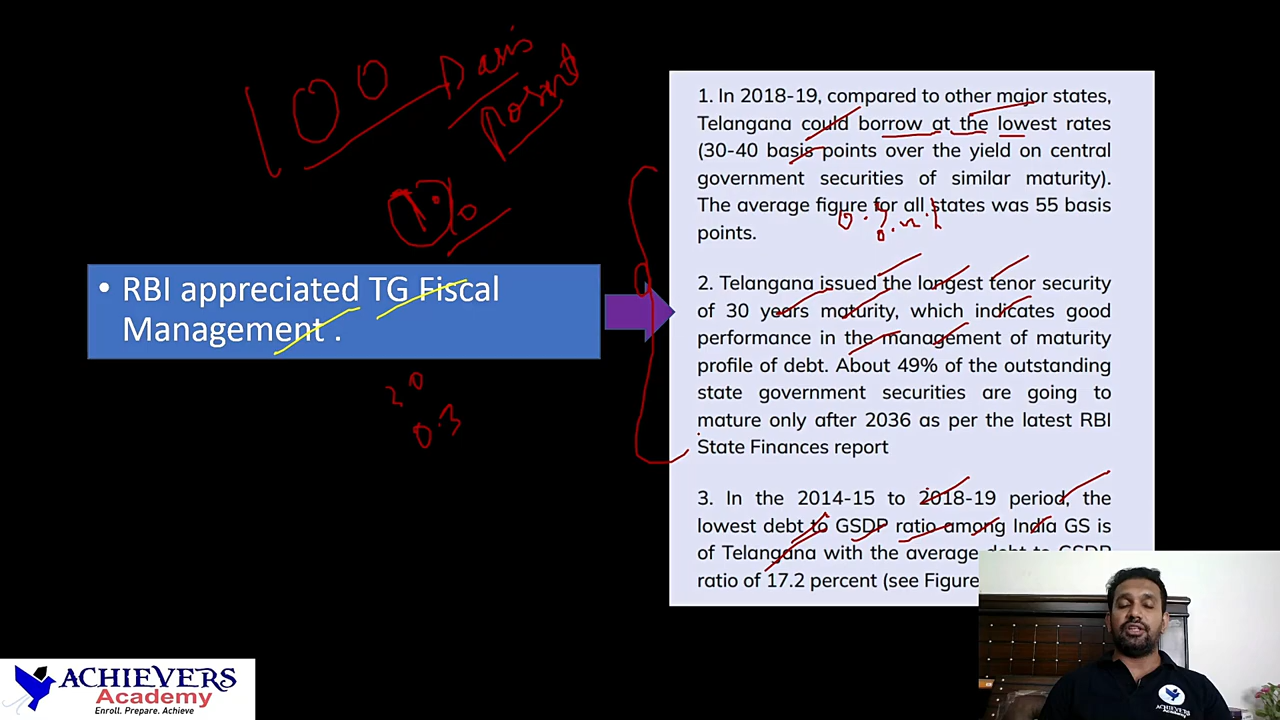 100 Basis
Point
1%
• RBI appreciated TG Fiscal
Management .
30
0.3
1. In 2018-19, compared to other major states,
Telangana could borrow at the lowest rates
(30-40 basis points over the yield on central
government securities of similar maturity).
The average figure for all states was 55 basis
points.
2. Telangana issued the longest tenor security
of 30 years maturity, which indicates good
performance in the management of maturity
profile of debt. About 49% of the outstanding
state government securities are going to
mature only after 2036 as per the latest RBI
State Finances report
3. In the 2014-15 to 2018-19 period, the
lowest debt to GSDP ratio among India GS is
of Telangana with the average debt to GSDP
ratio of 17.2 percent (see Figure
ACHIEVERS
Academy
Enroll. Prepare. Achieve
ACHIEVERS